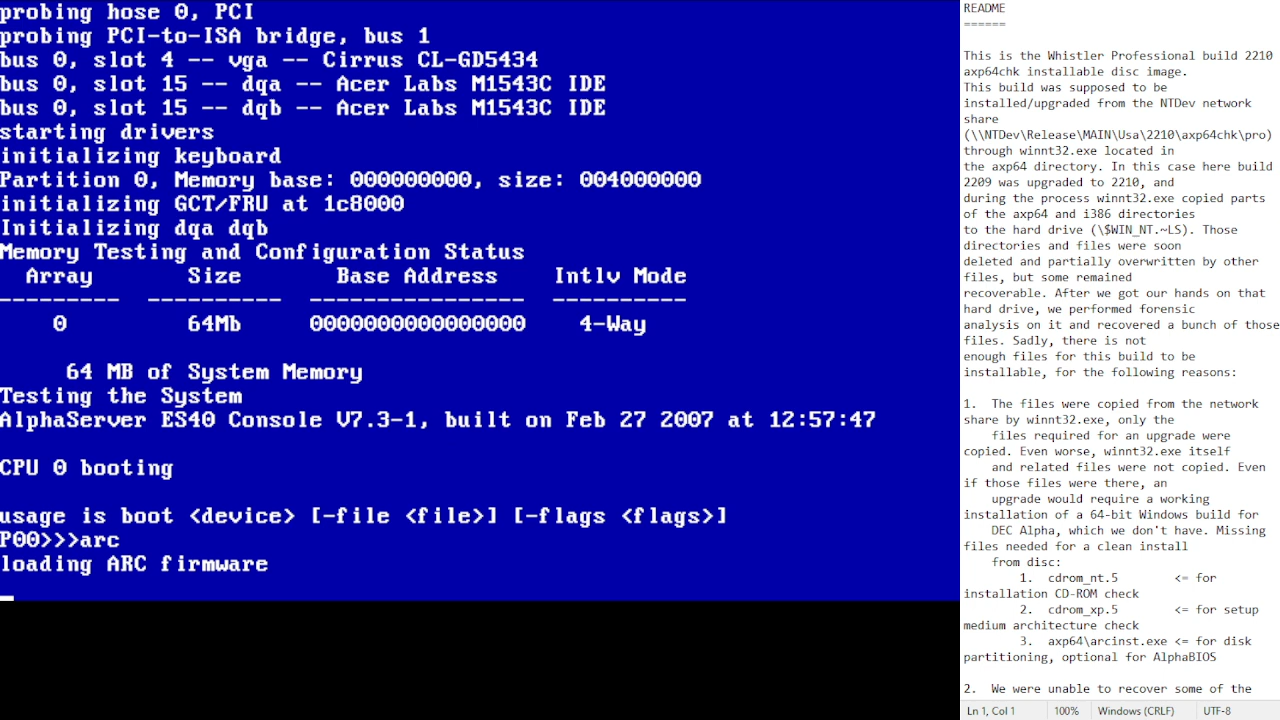 probing hose 0, PCI
probing PCI-to-ISA bridge, bus 1
bus 0, slot 4 -- vga -- Cirrus CL-GD5434
bus 0, slot 15 -- dqa -- Acer Labs M1543C IDE
bus 0, slot 15 -- dqb -- Acer Labs M1543C IDE
starting drivers
initializing keyboard
Partition 0, Memory base: 000000000, size: 004000000
initializing GCT/FRU at 1c8000
Initializing dqa dqb
Memory Testing and Configuration Status
Array Size Base Address Intlv Mode
--------- ---------- ---------------- ----------
0 64Mb 0000000000000000 4-Way
64 MB of System Memory
Testing the System
AlphaServer ES40 Console V7.3-1, built on Feb 27 2007 at 12:57:47
CPU 0 booting
usage is boot <device> [-file <file>] [-flags <flags>]
P00>>>arc
loading ARC firmware
README
======
This is the Whistler Professional build 2210
axp64chk installable disc image.
This build was supposed to be
installed/upgraded from the NTDev network
share
(\\NTDev\Release\MAIN\Usa\2210\axp64chk\pro)
through winnt32.exe located in
the axp64 directory. In this case here build
2209 was upgraded to 2210, and
during the process winnt32.exe copied parts
of the axp64 and i386 directories
to the hard drive (\$WIN_NT.~LS). Those
directories and files were soon
deleted and partially overwritten by other
files, but some remained
recoverable. After we got our hands on that
hard drive, we performed forensic
analysis on it and recovered a bunch of those
files. Sadly, there is not
enough files for this build to be
installable, for the following reasons:
1. The files were copied from the network
share by winnt32.exe, only the
files required for an upgrade were
copied. Even worse, winnt32.exe itself
and related files were not copied. Even
if those files were there, an
upgrade would require a working
installation of a 64-bit Windows build for
DEC Alpha, which we don't have. Missing
files needed for a clean install
from disc:
1. cdrom_nt.5 <= for
installation CD-ROM check
2. cdrom_xp.5 <= for setup
medium architecture check
3. axp64\arcinst.exe <= for disk
partitioning, optional for AlphaBIOS
2. We were unable to recover some of the
Ln 1, Col 1 100% Windows (CRLF) UTF-8